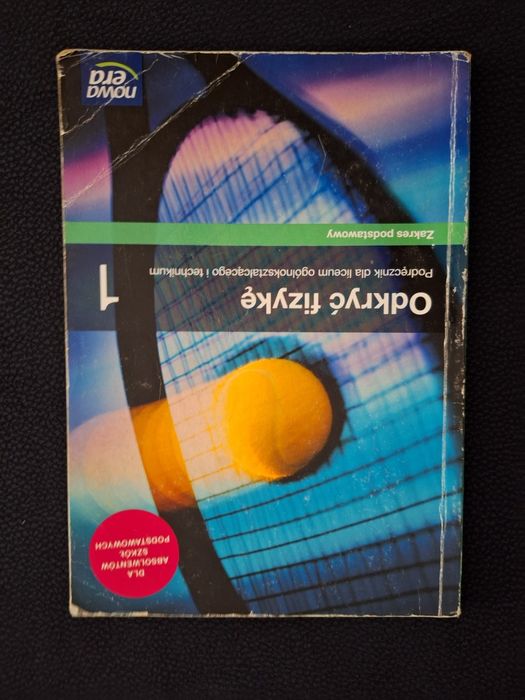 DLA
ABSOLWENTÓW
SZKÓŁ
PODSTAWOWYCH
Odkryć fizykę
1
Podręcznik dla liceum ogólnokształcącego i technikum
Zakres podstawowy
nowa
era